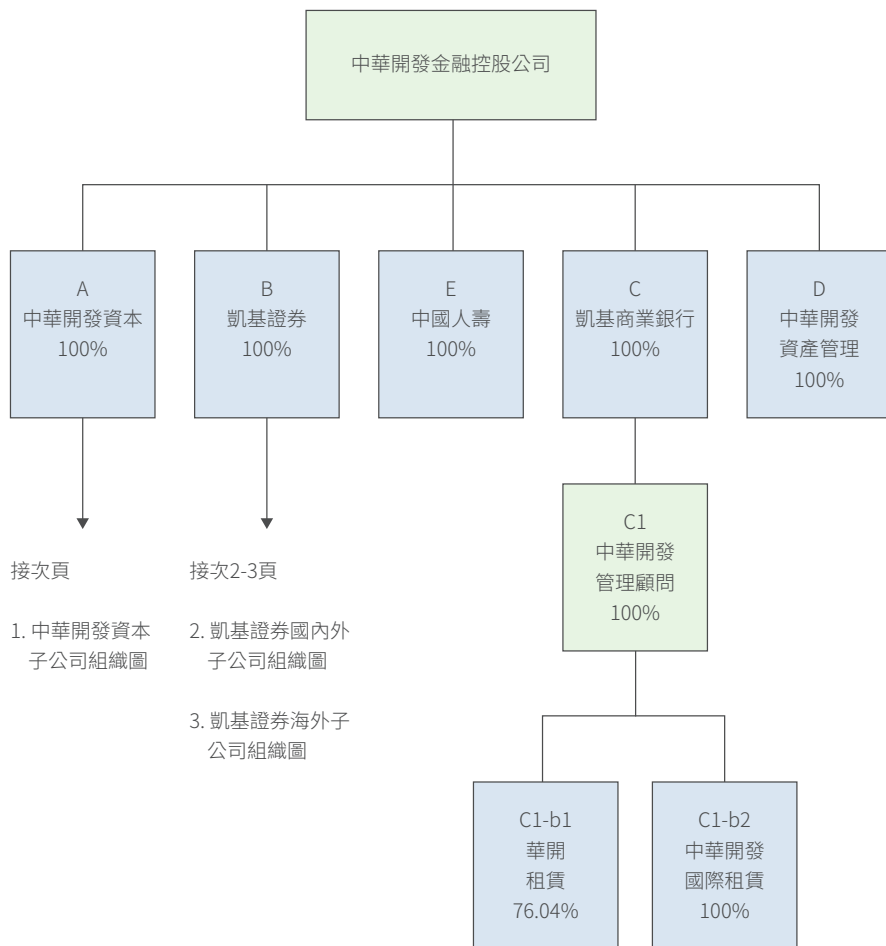 中華開發金融控股公司
A
中華開發資本
100%
B
凱基證券
100%
E
中國人壽
100%
C
凱基商業銀行
100%
D
中華開發
資產管理
100%
接次頁
1. 中華開發資本
子公司組織圖
接次2-3頁
2. 凱基證券國內外
子公司組織圖
3. 凱基證券海外子
公司組織圖
C1
中華開發
管理顧問
100%
C1-b1
華開
租賃
76.04%
C1-b2
中華開發
國際租賃
100%